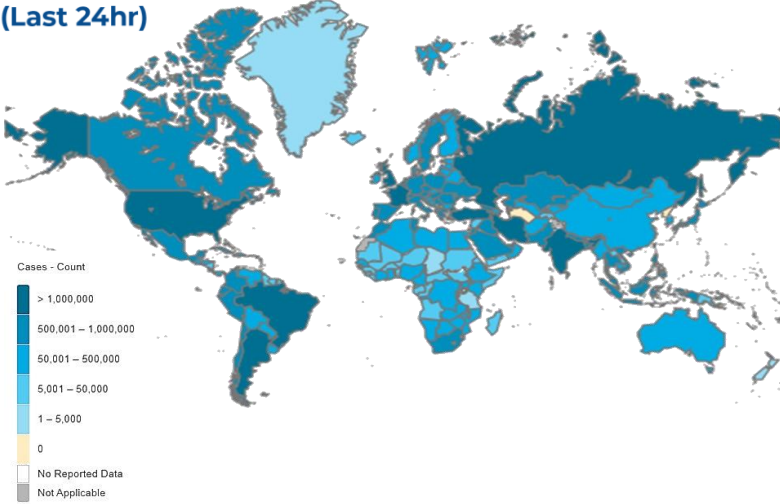 (Last 24hr)
Cases - Count
> 1,000,000
500,001 – 1,000,000
50,001 – 500,000
5,001 – 50,000
1 – 5,000
0
No Reported Data
Not Applicable